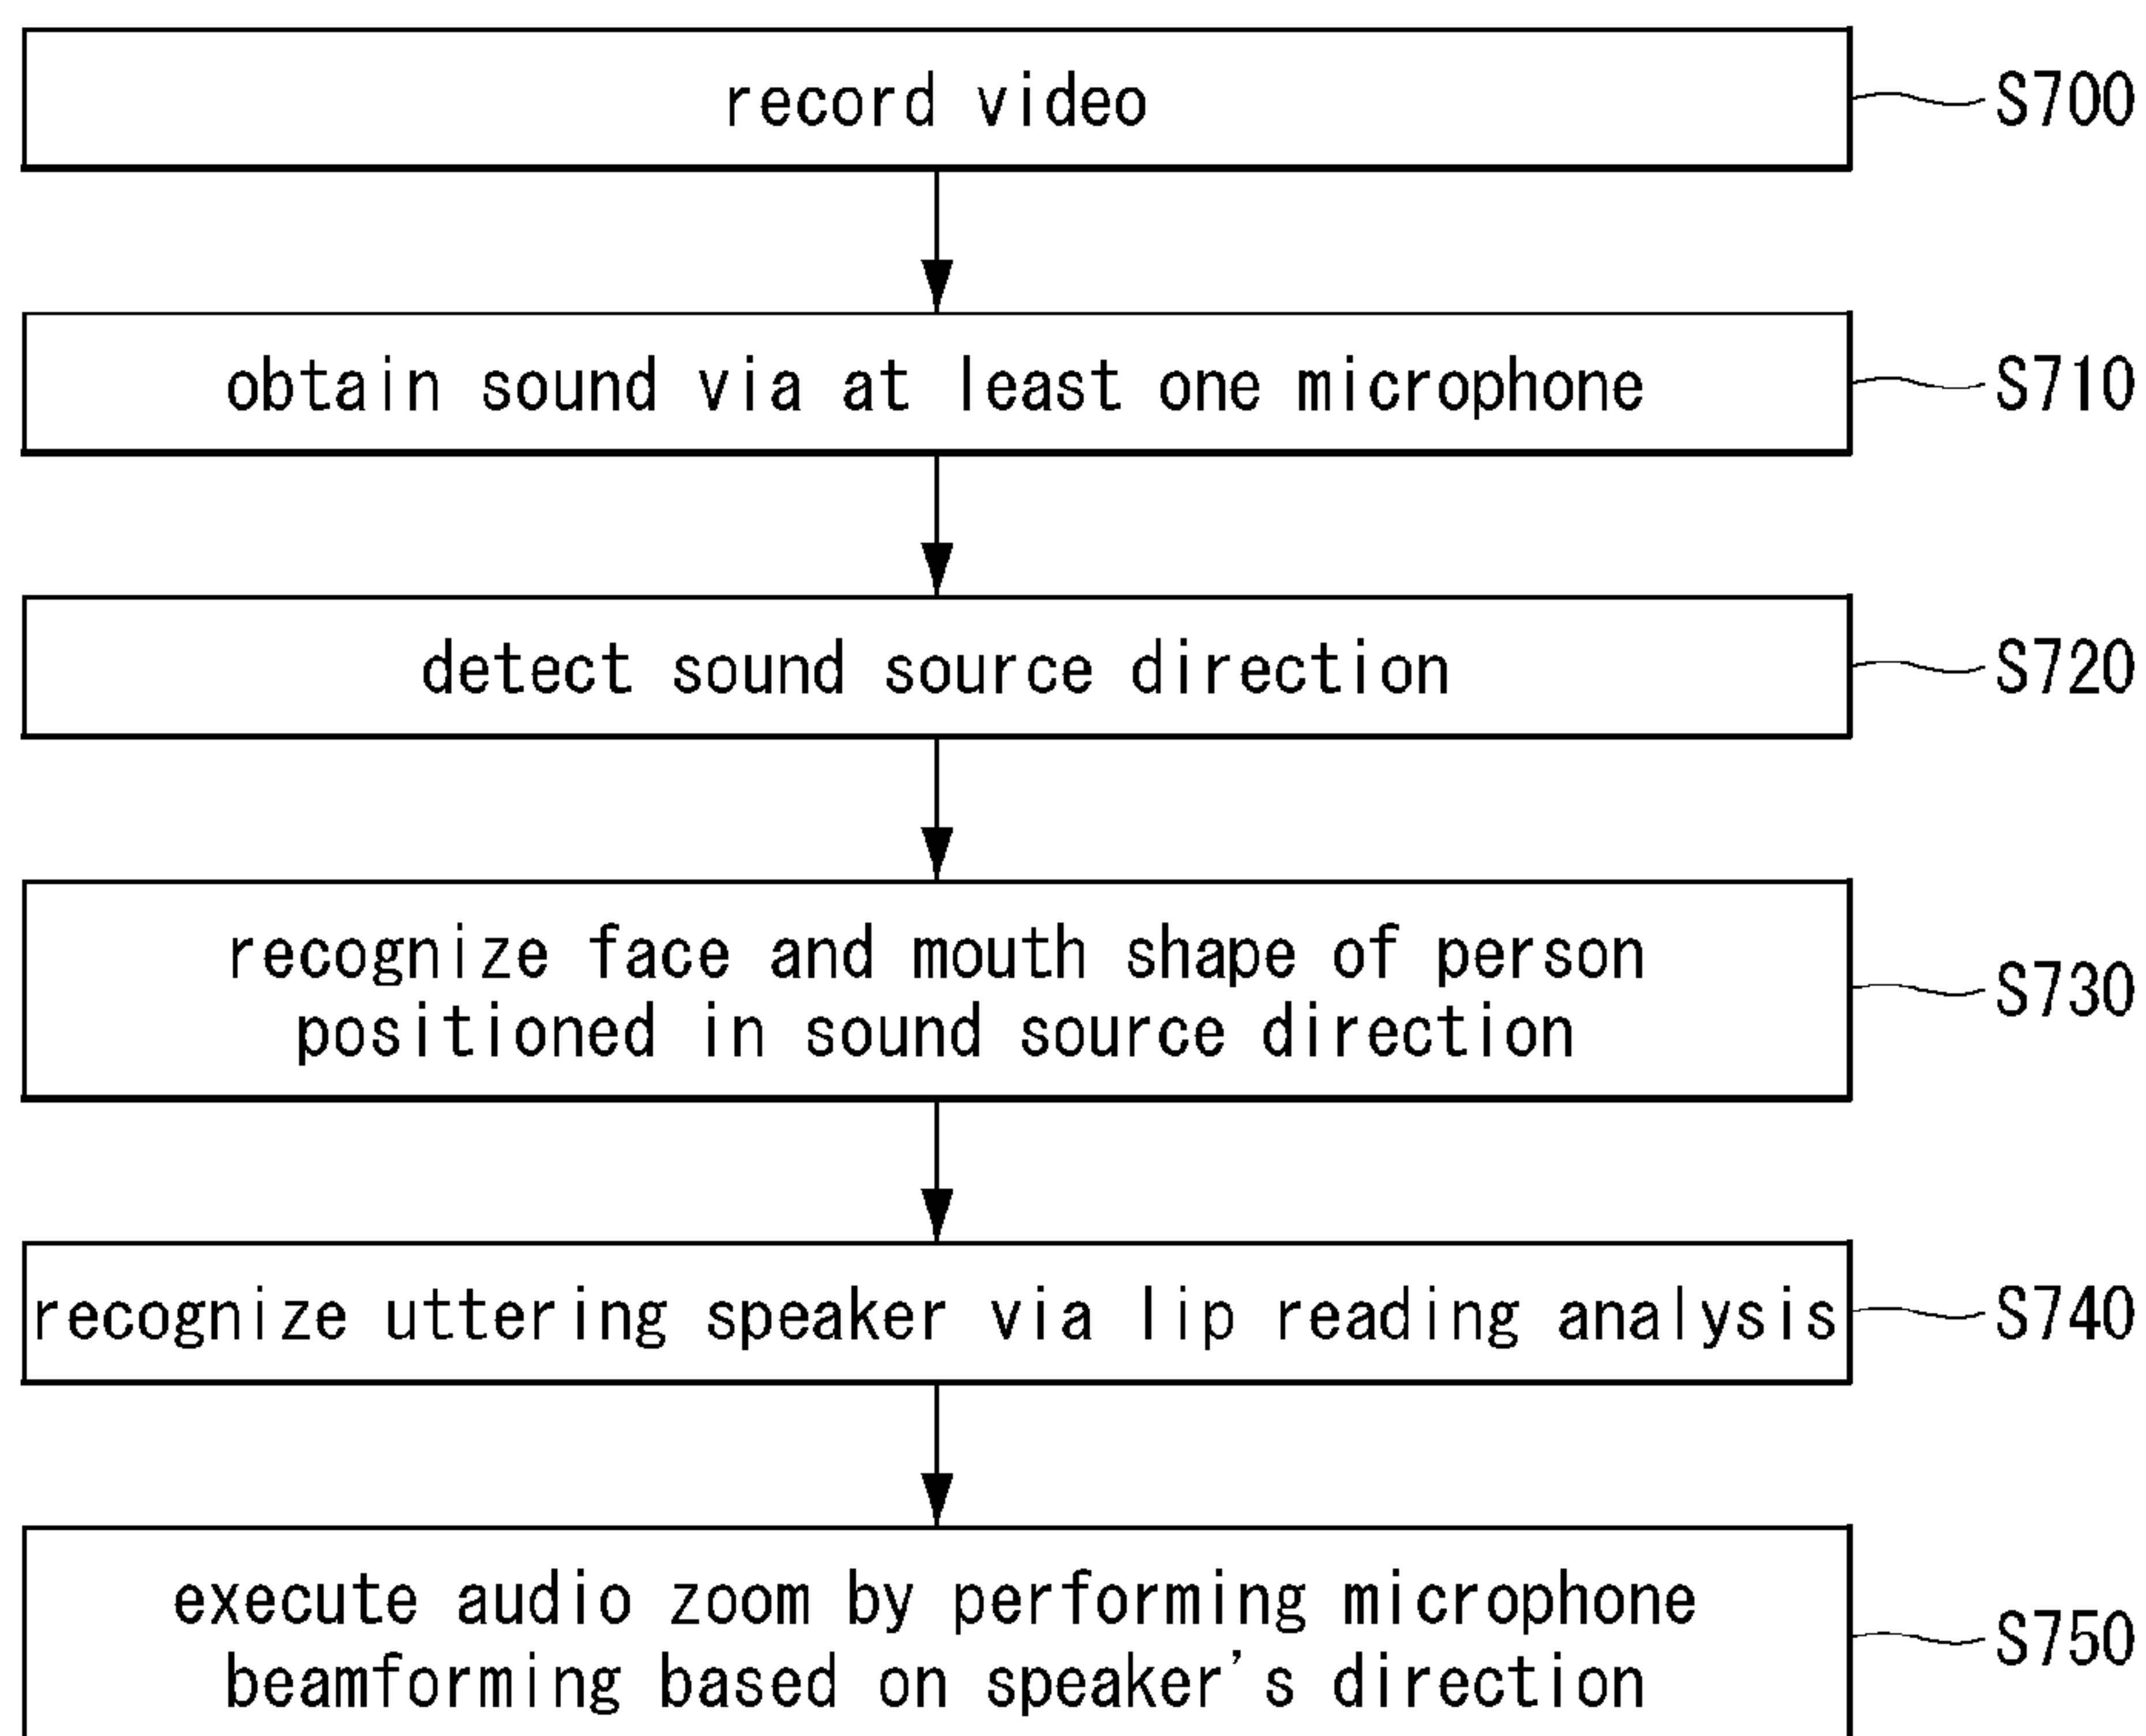 record video S700
obtain sound via at least one microphone S710
detect sound source direction S720
recognize face and mouth shape of person
positioned in sound source direction S730
recognize uttering speaker via lip reading analysis S740
execute audio zoom by performing microphone
beamforming based on speaker's direction S750